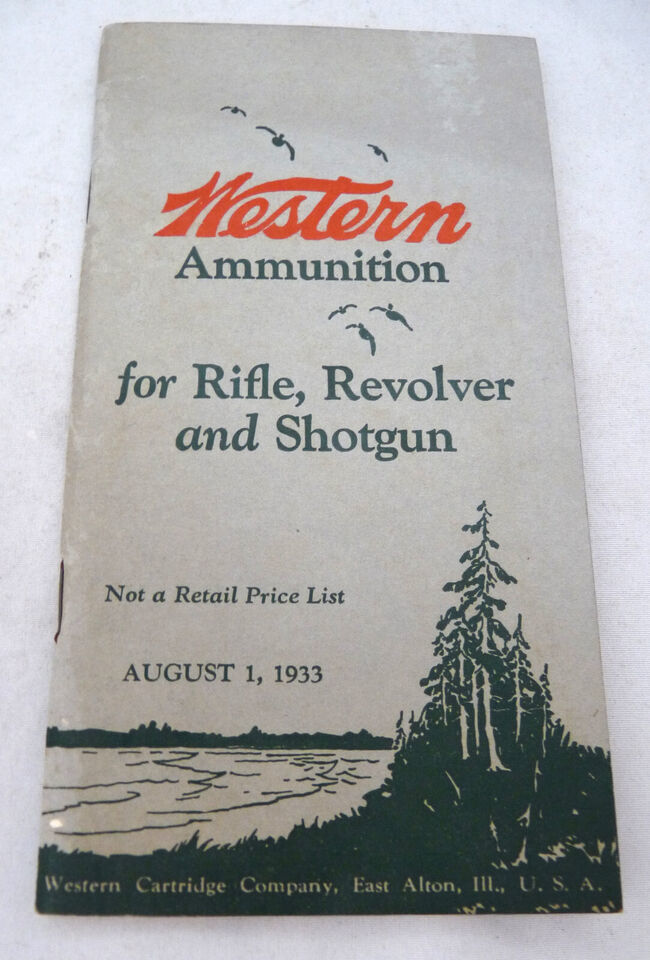 Western
Ammunition
for Rifle, Revolver
and Shotgun
Not a Retail Price List
AUGUST 1, 1933
Western Cartridge Company, East Alton, Ill., U. S. A.